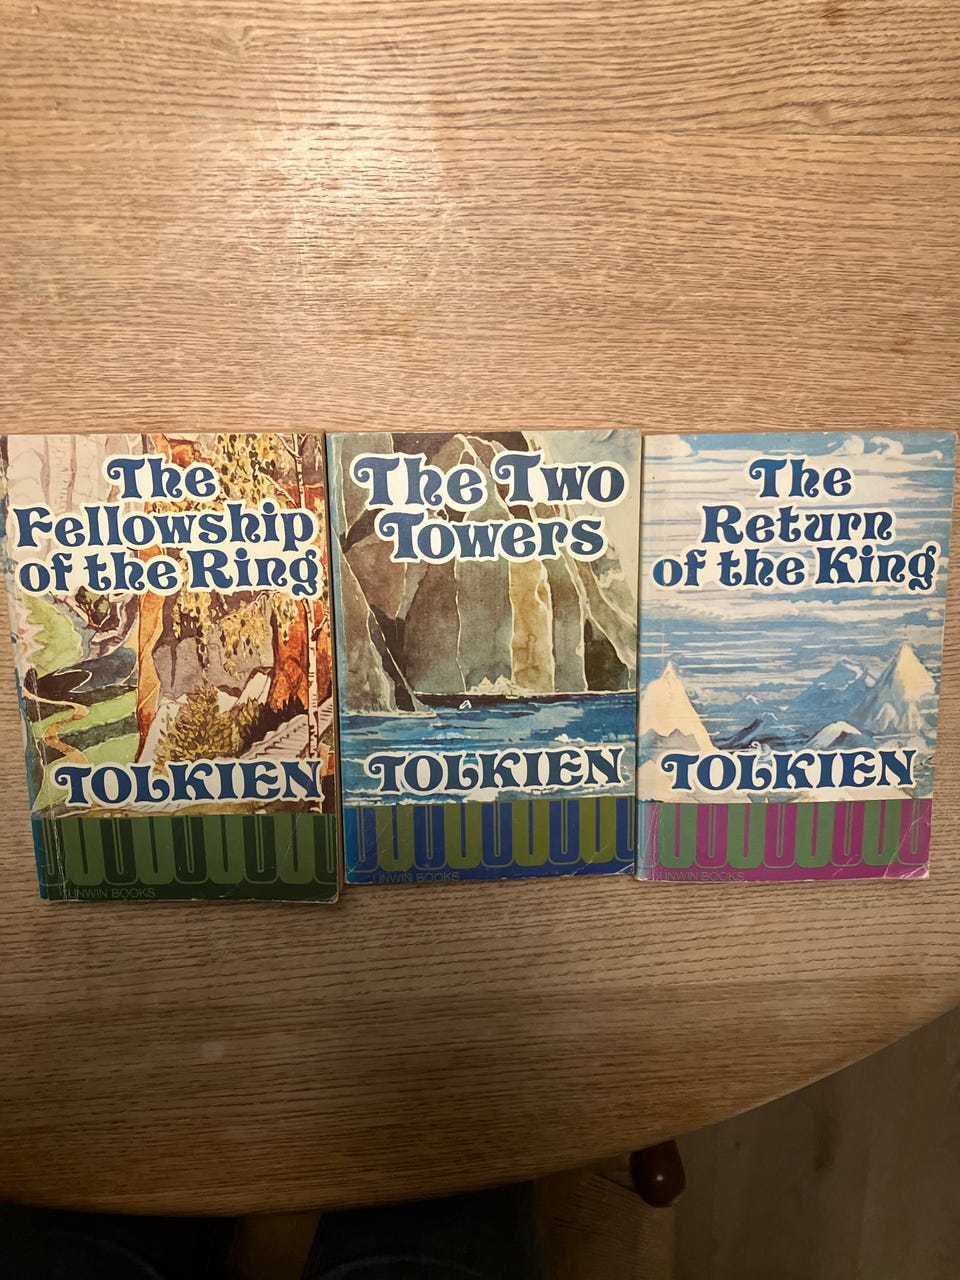 The
Fellowship
of the Ring
TOLKIEN
UNWIN BOOKS
The Two
Towers
TOLKIEN
UNWIN BOOKS
The
Return
of the King
TOLKIEN
UNWIN BOOKS